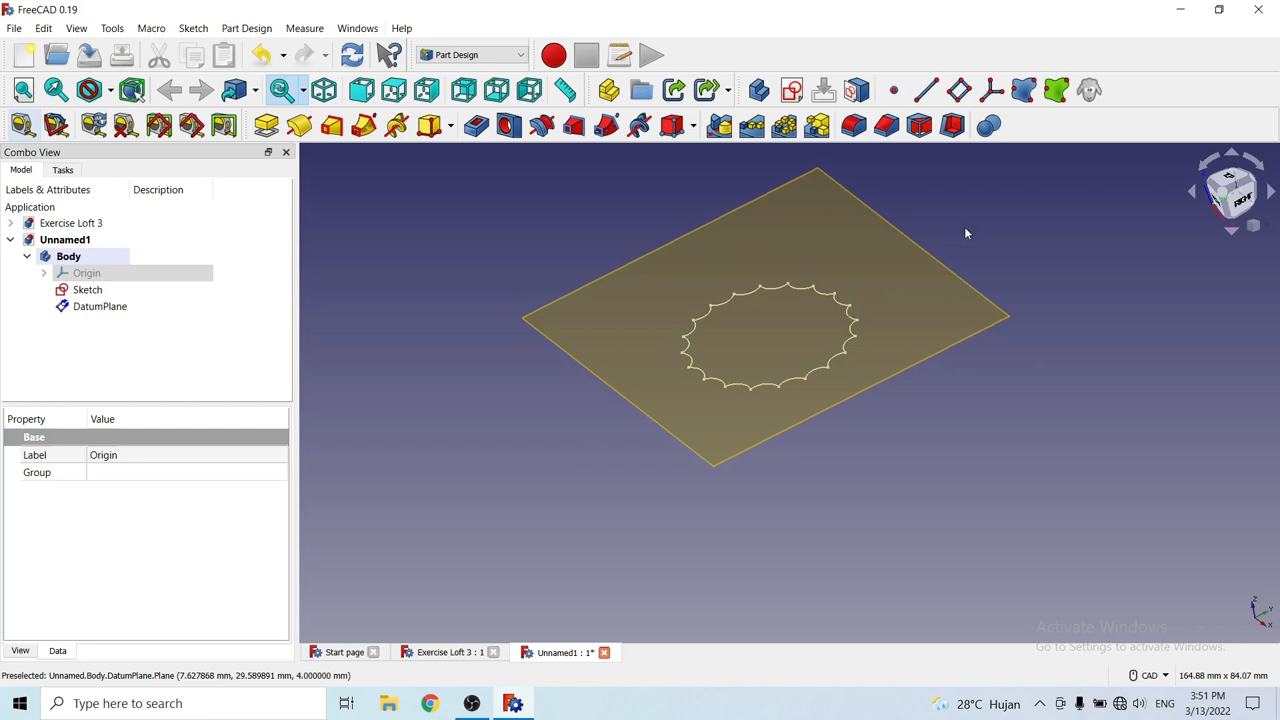 FreeCAD 0.19
File Edit View Tools Macro Sketch Part Design Measure Windows Help
Part Design
Combo View
Model Tasks
Labels & Attributes Description
Application
Exercise Loft 3
Unnamed1
Body
Origin
Sketch
DatumPlane
RIGHT
Property Value
Base
Label Origin
Group
Z
Y
X
Activate Windows
Go to Settings to activate Windows.
View Data
Start page
Exercise Loft 3 : 1
Unnamed1 : 1*
Preselected: Unnamed.Body.DatumPlane.Plane (7.627868 mm, 29.589891 mm, 4.000000 mm)
CAD
164.88 mm x 84.07 mm
Type here to search
28°C Hujan
ENG
3:51 PM
3/13/2022